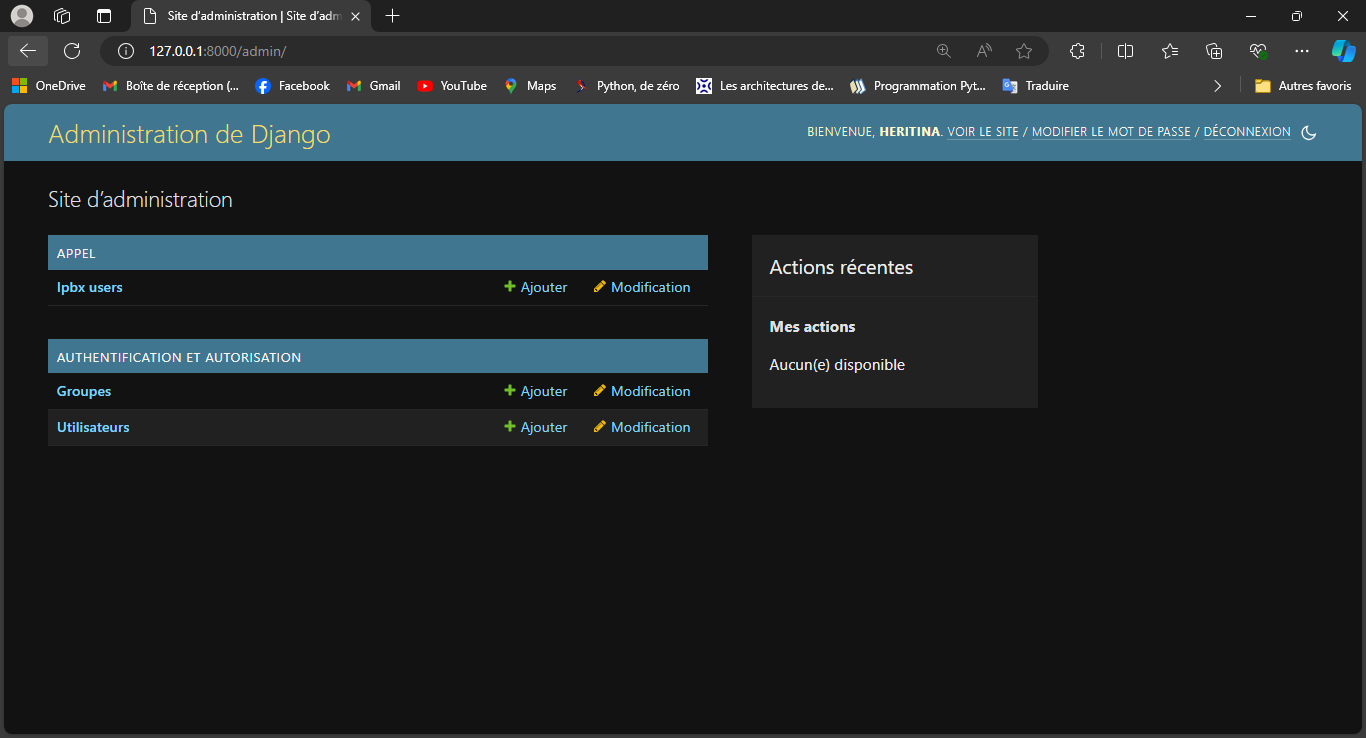 Site d'administration | Site d'adm
127.0.0.1:8000/admin/
OneDrive Boîte de réception (... Facebook Gmail YouTube Maps Python, de zéro Les architectures de... Programmation Pyt... Traduire Autres favoris
Administration de Django
BIENVENUE, HERITINA. VOIR LE SITE / MODIFIER LE MOT DE PASSE / DÉCONNEXION
Site d'administration
APPEL
Ipbx users Ajouter Modification
AUTHENTIFICATION ET AUTORISATION
Groupes Ajouter Modification
Utilisateurs Ajouter Modification
Actions récentes
Mes actions
Aucun(e) disponible